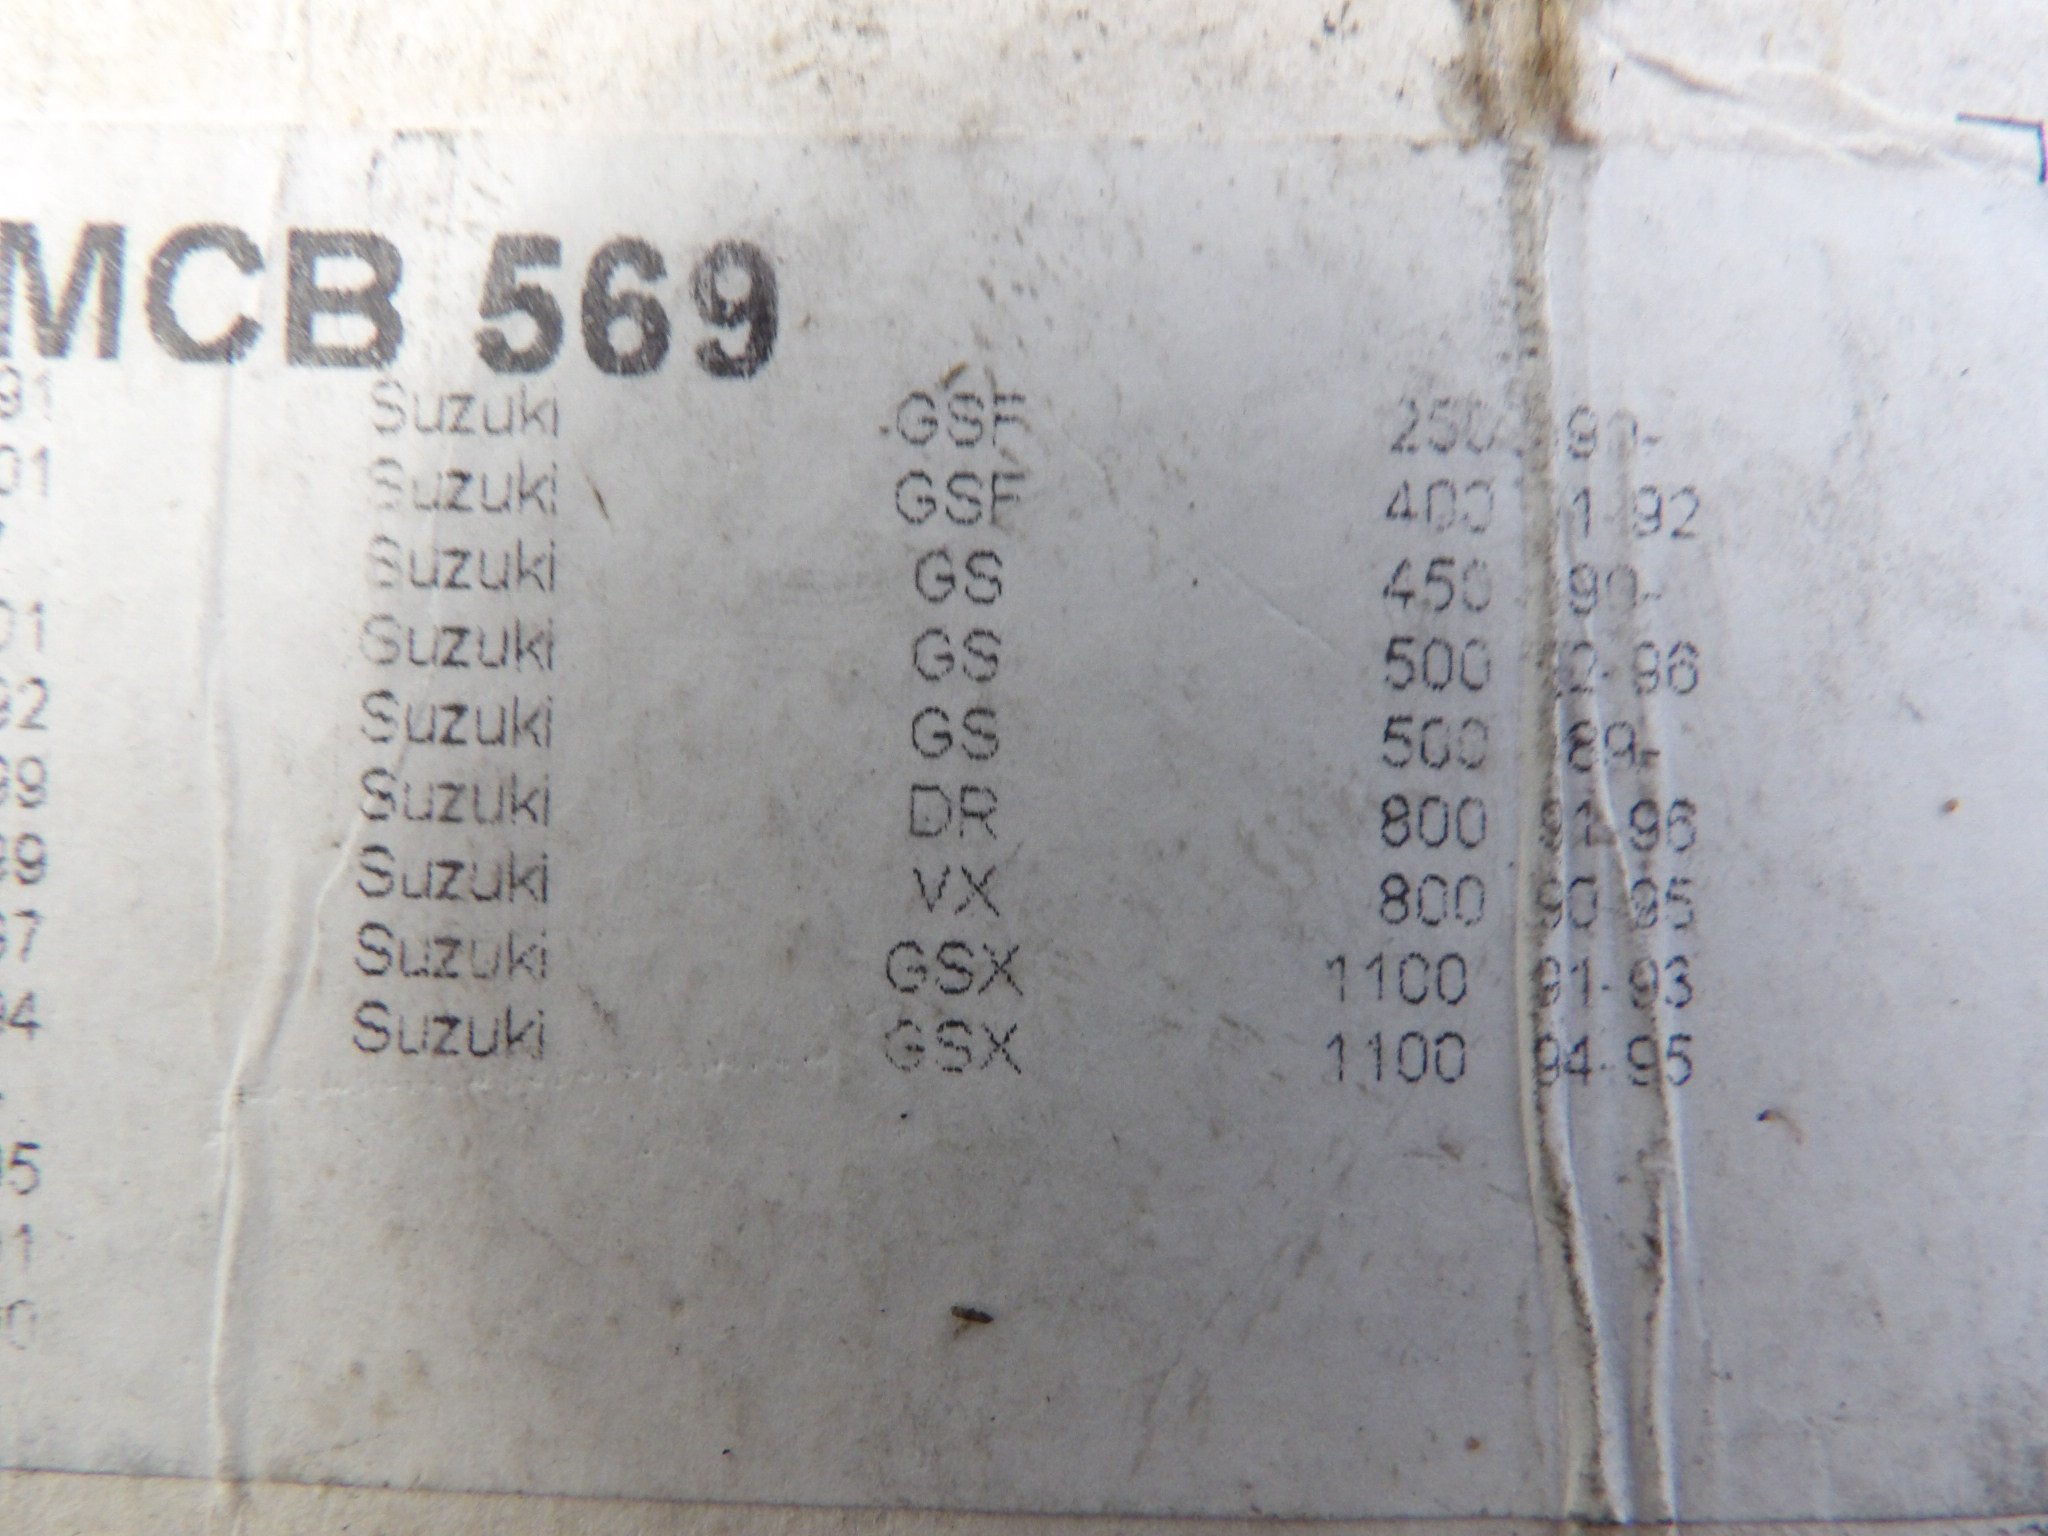 MCB 569
Suzuki GSF 250 90-
Suzuki GSF 400 92
Suzuki GS 450 90-
Suzuki GS 500 96
Suzuki GS 500 89-
Suzuki DR 800 91-96
Suzuki VX 800 90-95
Suzuki GSX 1100 91-93
Suzuki GSX 1100 94-95